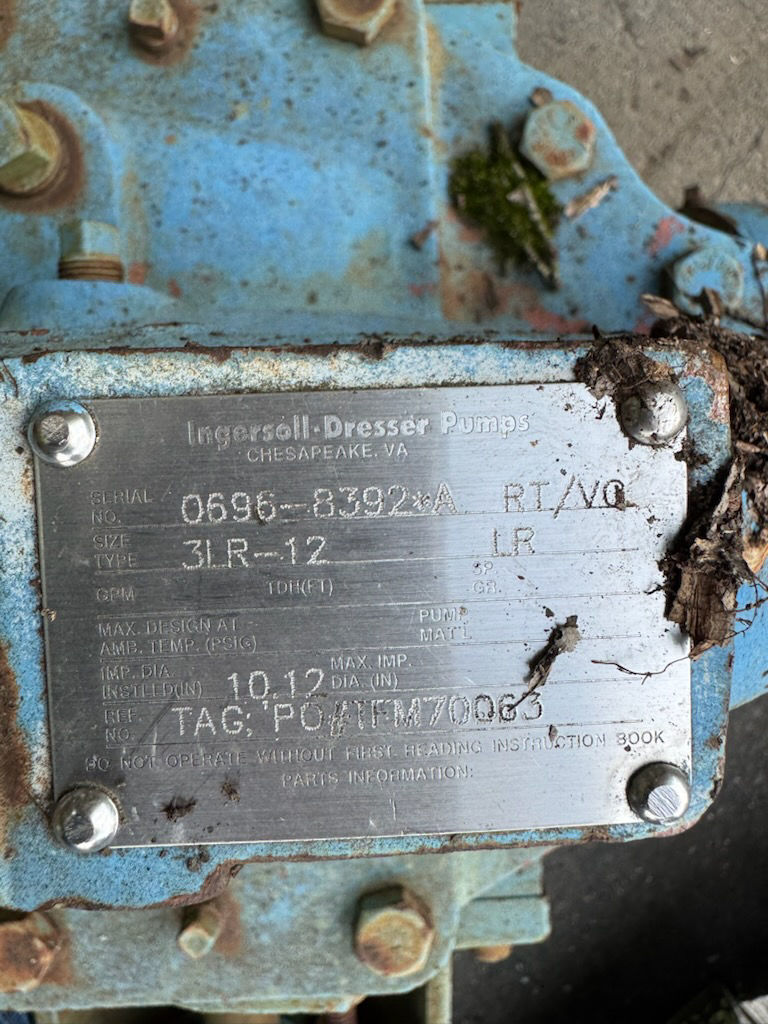 Ingersoll-Dresser Pumps
CHESAPEAKE, VA
SERIAL NO. 0696-8392*A RT/VO
SIZE TYPE 3LR-12 LR
GPM TDH(FT) SP. GR.
MAX. DESIGN AT AMB. TEMP. (PSIG) PUMP MAT'L
IMP. DIA. INSTLLED(IN) 10.12 MAX. IMP. DIA. (IN)
REF. NO. TAG; 'PO#TFM70063
DO NOT OPERATE WITHOUT FIRST READING INSTRUCTION BOOK
PARTS INFORMATION: